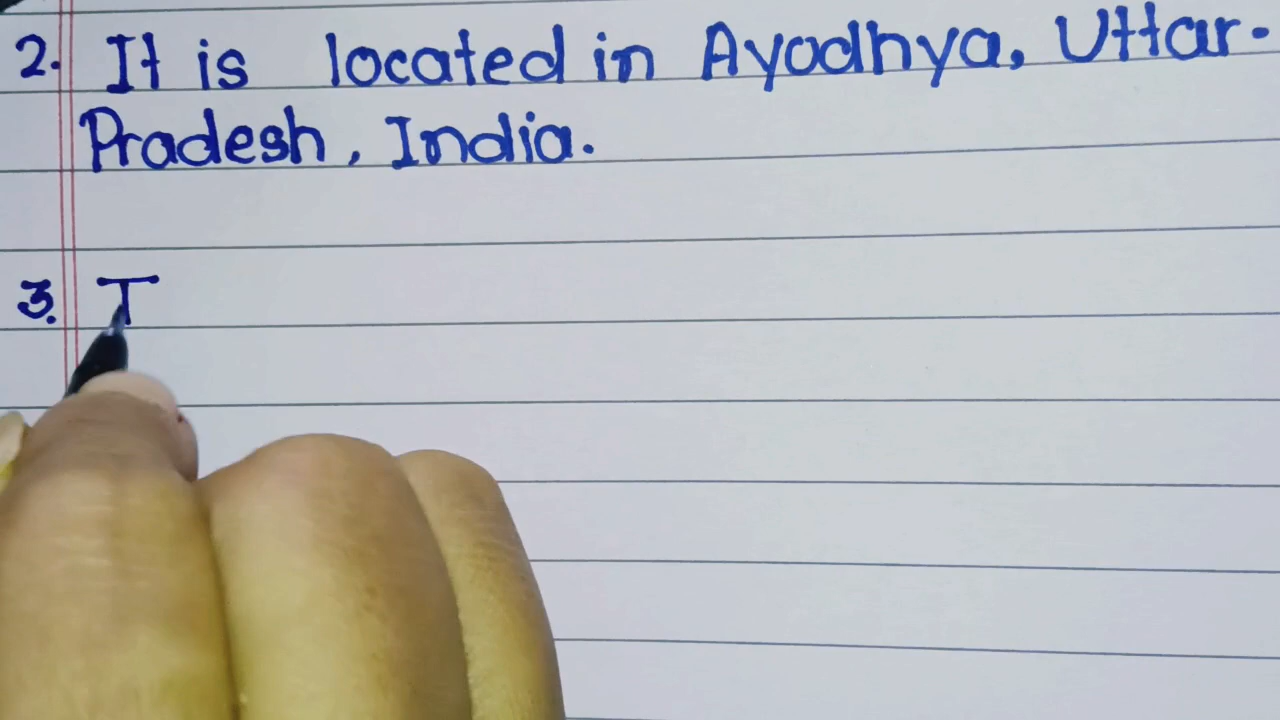 2. It is located in Ayodhya, Uttar-
Pradesh, India.
3. T